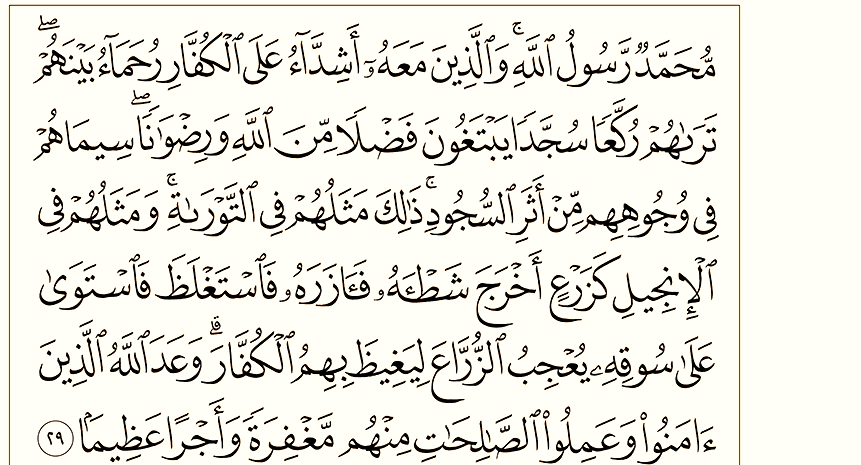 مُّحَمَّدٌ رَّسُولُ ٱللَّهِۚ وَٱلَّذِينَ مَعَهُۥٓ أَشِدَّآءُ عَلَى ٱلْكُفَّارِ رُحَمَآءُ بَيْنَهُمْۖ
تَرَىٰهُمْ رُكَّعًا سُجَّدًا يَبْتَغُونَ فَضْلًا مِّنَ ٱللَّهِ وَرِضْوَٰنًاۖ سِيمَاهُمْ
فِى وُجُوهِهِم مِّنْ أَثَرِ ٱلسُّجُودِۚ ذَٰلِكَ مَثَلُهُمْ فِى ٱلتَّوْرَىٰةِۚ وَمَثَلُهُمْ فِى
ٱلْإِنجِيلِ كَزَرْعٍ أَخْرَجَ شَطْـَٔهُۥ فَـَٔازَرَهُۥ فَٱسْتَغْلَظَ فَٱسْتَوَىٰ
عَلَىٰ سُوقِهِۦ يُعْجِبُ ٱلزُّرَّاعَ لِيَغِيظَ بِهِمُ ٱلْكُفَّارَۗ وَعَدَ ٱللَّهُ ٱلَّذِينَ
ءَامَنُوا۟ وَعَمِلُوا۟ ٱلصَّٰلِحَٰتِ مِنْهُم مَّغْفِرَةً وَأَجْرًا عَظِيمًۢا ٢٩